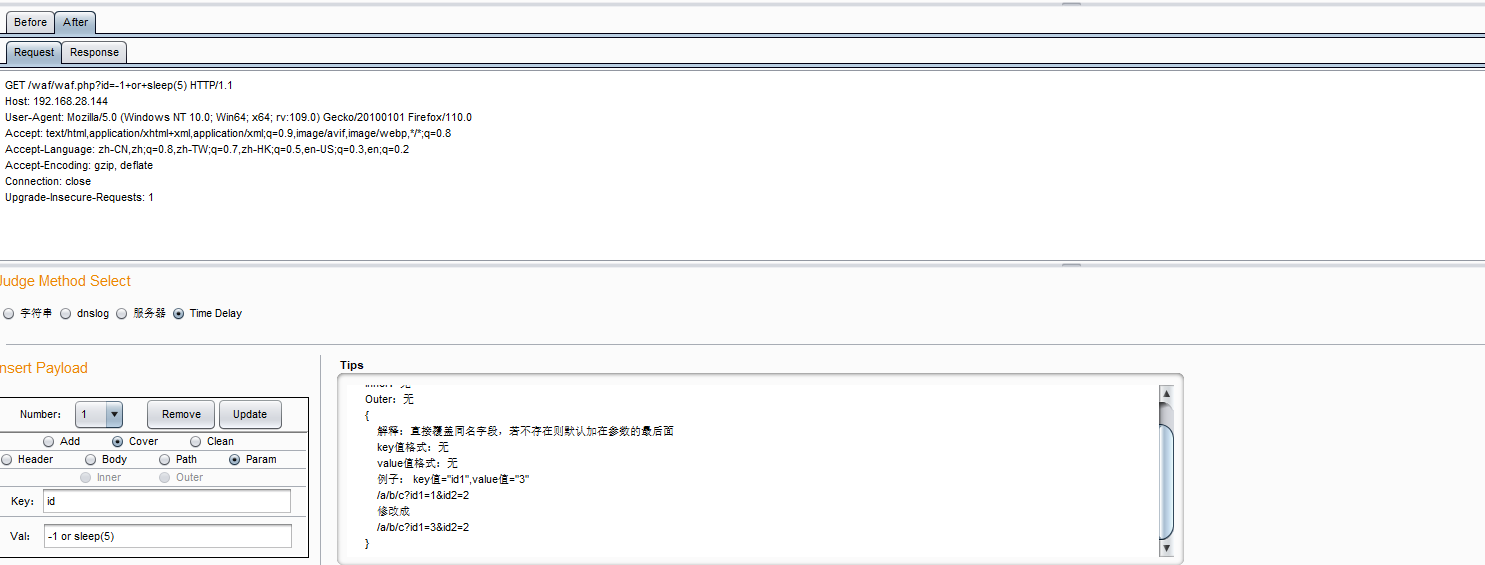 Before After
Request Response
GET /waf/waf.php?id=-1+or+sleep(5) HTTP/1.1
Host: 192.168.28.144
User-Agent: Mozilla/5.0 (Windows NT 10.0; Win64; x64; rv:109.0) Gecko/20100101 Firefox/110.0
Accept: text/html,application/xhtml+xml,application/xml;q=0.9,image/avif,image/webp,*/*;q=0.8
Accept-Language: zh-CN,zh;q=0.8,zh-TW;q=0.7,zh-HK;q=0.5,en-US;q=0.3,en;q=0.2
Accept-Encoding: gzip, deflate
Connection: close
Upgrade-Insecure-Requests: 1
Judge Method Select
字符串 dnslog 服务器 Time Delay
nsert Payload
Number: 1 Remove Update
Add Cover Clean
Header Body Path Param
Inner Outer
Key: id
Val: -1 or sleep(5)
Tips
Outer：无
{
解释：直接覆盖同名字段，若不存在则默认加在参数的最后面
key值格式：无
value值格式：无
例子： key值="id1",value值="3"
/a/b/c?id1=1&id2=2
修改成
/a/b/c?id1=3&id2=2
}